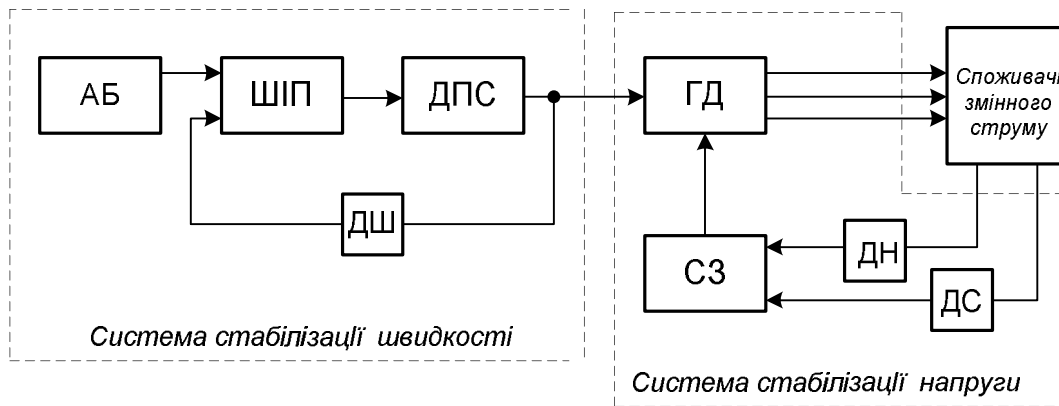 АБ
ШІП
ДПС
ГД
Споживачі
змінного
струму
ДШ
СЗ
ДН
ДС
Система стабілізації швидкості
Система стабілізації напруги